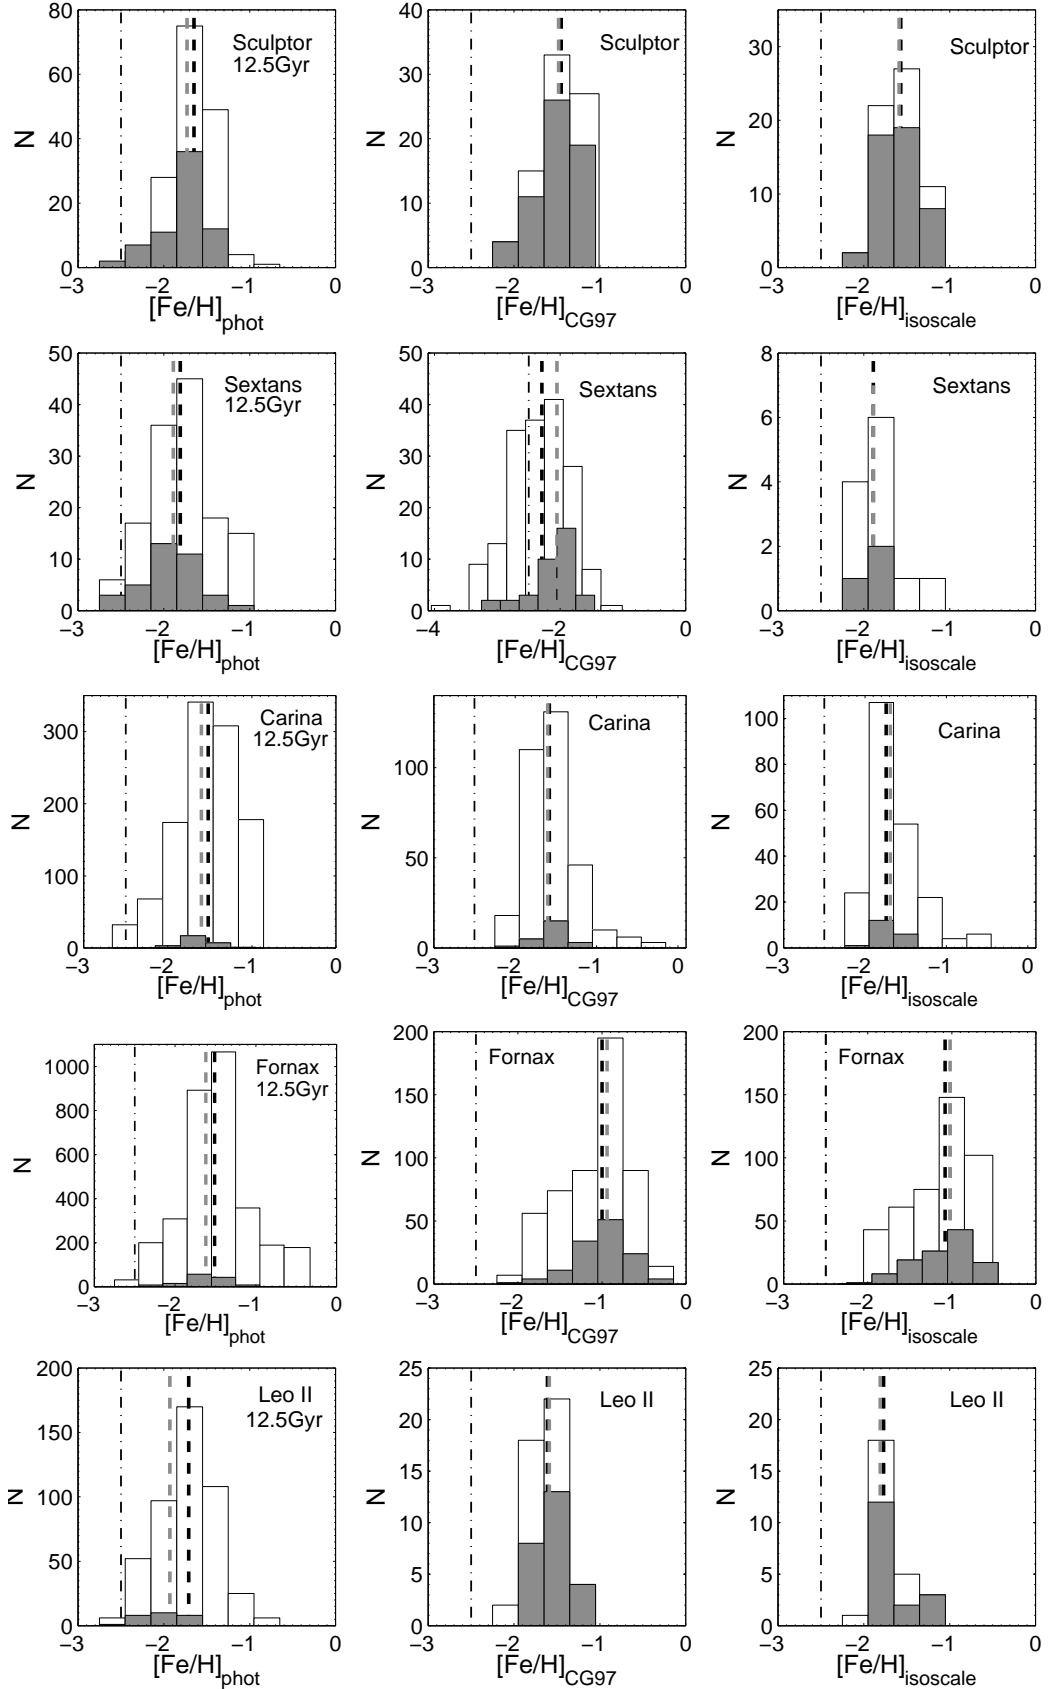 80
60
40
20
0
N
Sculptor
12.5Gyr
−3 −2 −1 0
[Fe/H]phot
40
30
20
10
0
N
Sculptor
−3 −2 −1 0
[Fe/H]CG97
30
20
10
0
N
Sculptor
−3 −2 −1 0
[Fe/H]isoscale
50
40
30
20
10
0
N
Sextans
12.5Gyr
−3 −2 −1 0
[Fe/H]phot
50
40
30
20
10
0
N
Sextans
−4 −3 −2 −1 0
[Fe/H]CG97
8
6
4
2
0
N
Sextans
−3 −2 −1 0
[Fe/H]isoscale
300
200
100
0
N
Carina
12.5Gyr
−3 −2 −1 0
[Fe/H]phot
100
50
0
N
Carina
−3 −2 −1 0
[Fe/H]CG97
100
80
60
40
20
0
N
Carina
−3 −2 −1 0
[Fe/H]isoscale
1000
800
600
400
200
0
N
Fornax
12.5Gyr
−3 −2 −1 0
[Fe/H]phot
200
150
100
50
0
N
Fornax
−3 −2 −1 0
[Fe/H]CG97
200
150
100
50
0
N
Fornax
−3 −2 −1 0
[Fe/H]isoscale
200
150
100
50
0
N
Leo II
12.5Gyr
−3 −2 −1 0
[Fe/H]phot
25
20
15
10
5
0
N
Leo II
−3 −2 −1 0
[Fe/H]CG97
25
20
15
10
5
0
N
Leo II
−3 −2 −1 0
[Fe/H]isoscale